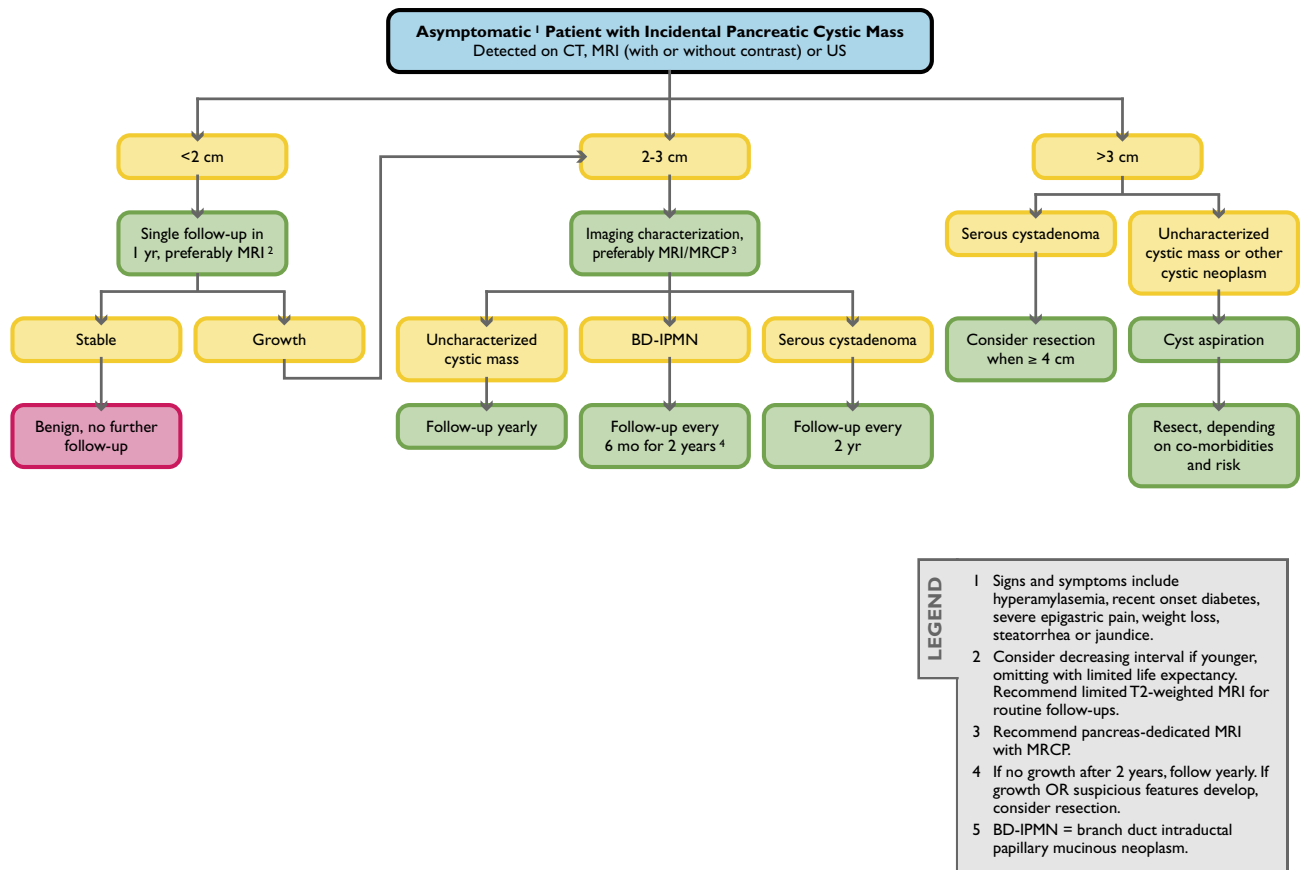 Asymptomatic 1 Patient with Incidental Pancreatic Cystic Mass
Detected on CT, MRI (with or without contrast) or US
<2 cm
2-3 cm
>3 cm
Single follow-up in
1 yr, preferably MRI 2
Imaging characterization,
preferably MRI/MRCP 3
Serous cystadenoma
Uncharacterized
cystic mass or other
cystic neoplasm
Stable
Growth
Uncharacterized
cystic mass
BD-IPMN
Serous cystadenoma
Consider resection
when ≥ 4 cm
Cyst aspiration
Benign, no further
follow-up
Follow-up yearly
Follow-up every
6 mo for 2 years 4
Follow-up every
2 yr
Resect, depending
on co-morbidities
and risk
LEGEND
1 Signs and symptoms include
hyperamylasemia, recent onset diabetes,
severe epigastric pain, weight loss,
steatorrhea or jaundice.
2 Consider decreasing interval if younger,
omitting with limited life expectancy.
Recommend limited T2-weighted MRI for
routine follow-ups.
3 Recommend pancreas-dedicated MRI
with MRCP.
4 If no growth after 2 years, follow yearly. If
growth OR suspicious features develop,
consider resection.
5 BD-IPMN = branch duct intraductal
papillary mucinous neoplasm.